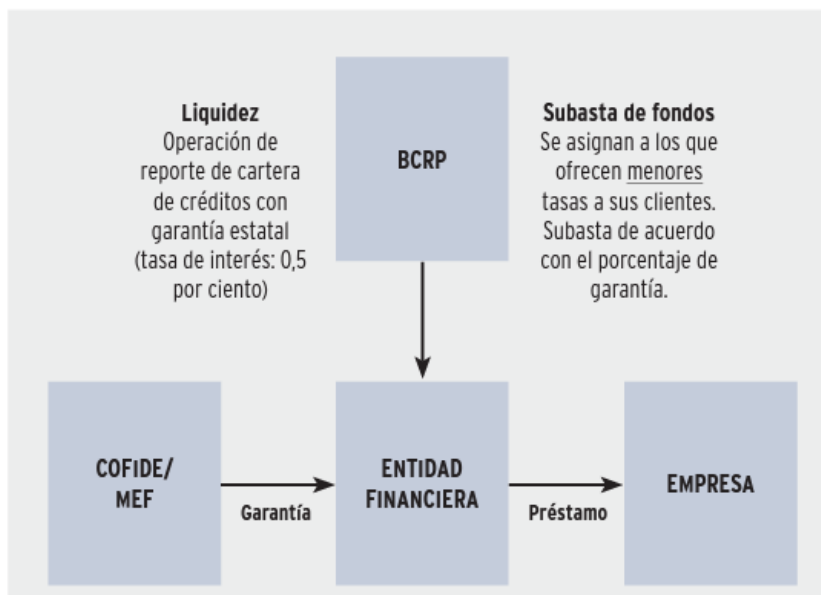 Liquidez
Operación de
reporte de cartera
de créditos con
garantía estatal
(tasa de interés: 0,5
por ciento)
BCRP
Subasta de fondos
Se asignan a los que
ofrecen menores
tasas a sus clientes.
Subasta de acuerdo
con el porcentaje de
garantía.
COFIDE/
MEF
Garantía
ENTIDAD
FINANCIERA
Préstamo
EMPRESA